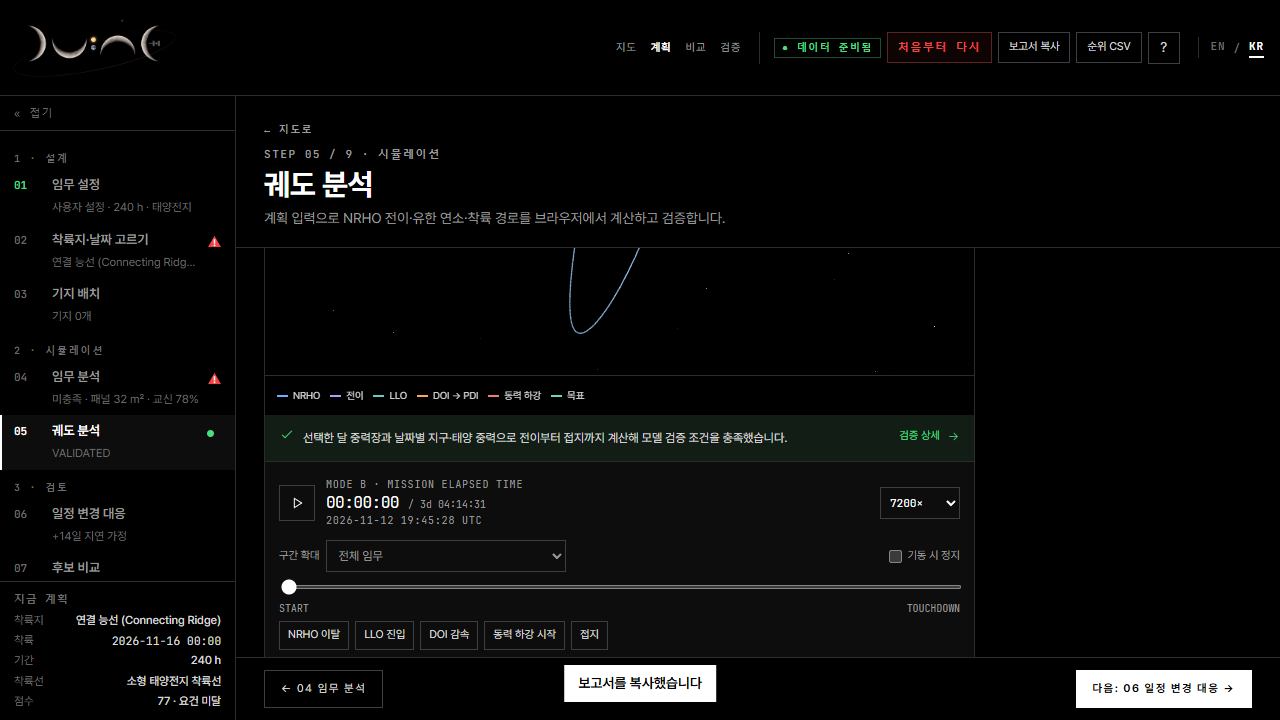 지도
계획
비교
검증
데이터 준비됨
처음부터 다시
보고서 복사
순위 CSV
?
EN / KR
« 접기
← 지도로
STEP 05 / 9 · 시뮬레이션
궤도 분석
계획 입력으로 NRHO 전이·유한 연소·착륙 경로를 브라우저에서 계산하고 검증합니다.
1 · 설계
01 임무 설정
사용자 설정 · 240 h · 태양전지
02 착륙지·날짜 고르기
연결 능선 (Connecting Ridg...
03 기지 배치
기지 0개
2 · 시뮬레이션
04 임무 분석
미충족 · 패널 32 m² · 교신 78%
05 궤도 분석
VALIDATED
3 · 검토
06 일정 변경 대응
+14일 지연 가정
07 후보 비교
지금 계획
착륙지 연결 능선 (Connecting Ridge)
착륙 2026-11-16 00:00
기간 240 h
착륙선 소형 태양전지 착륙선
점수 77 · 요건 미달
NRHO
전이
LLO
DOI → PDI
동력 하강
목표
선택한 달 중력장과 날짜별 지구·태양 중력으로 전이부터 접지까지 계산해 모델 검증 조건을 충족했습니다.
검증 상세 →
MODE B · MISSION ELAPSED TIME
00:00:00 / 3d 04:14:31
2026-11-12 19:45:28 UTC
7200×
구간 확대
전체 임무
기동 시 정지
START
TOUCHDOWN
NRHO 이탈
LLO 진입
DOI 감속
동력 하강 시작
접지
← 04 임무 분석
보고서를 복사했습니다
다음: 06 일정 변경 대응 →